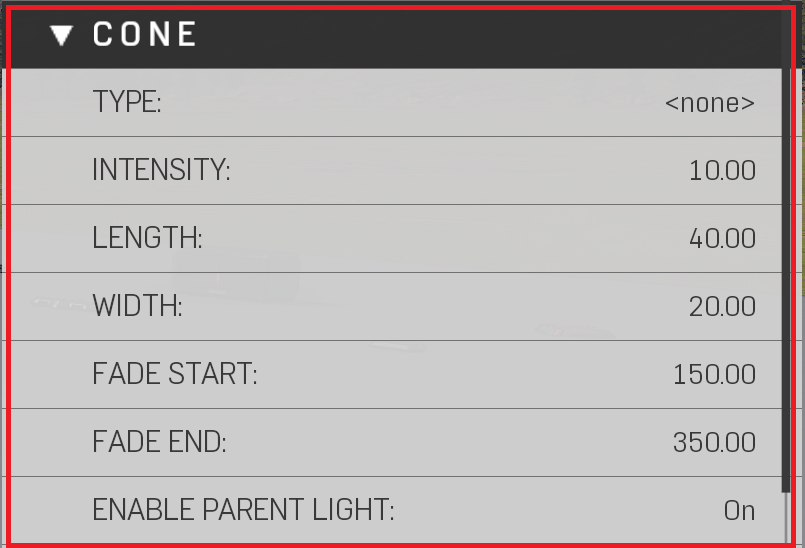 ▼ CONE
TYPE: <none>
INTENSITY: 10.00
LENGTH: 40.00
WIDTH: 20.00
FADE START: 150.00
FADE END: 350.00
ENABLE PARENT LIGHT: On